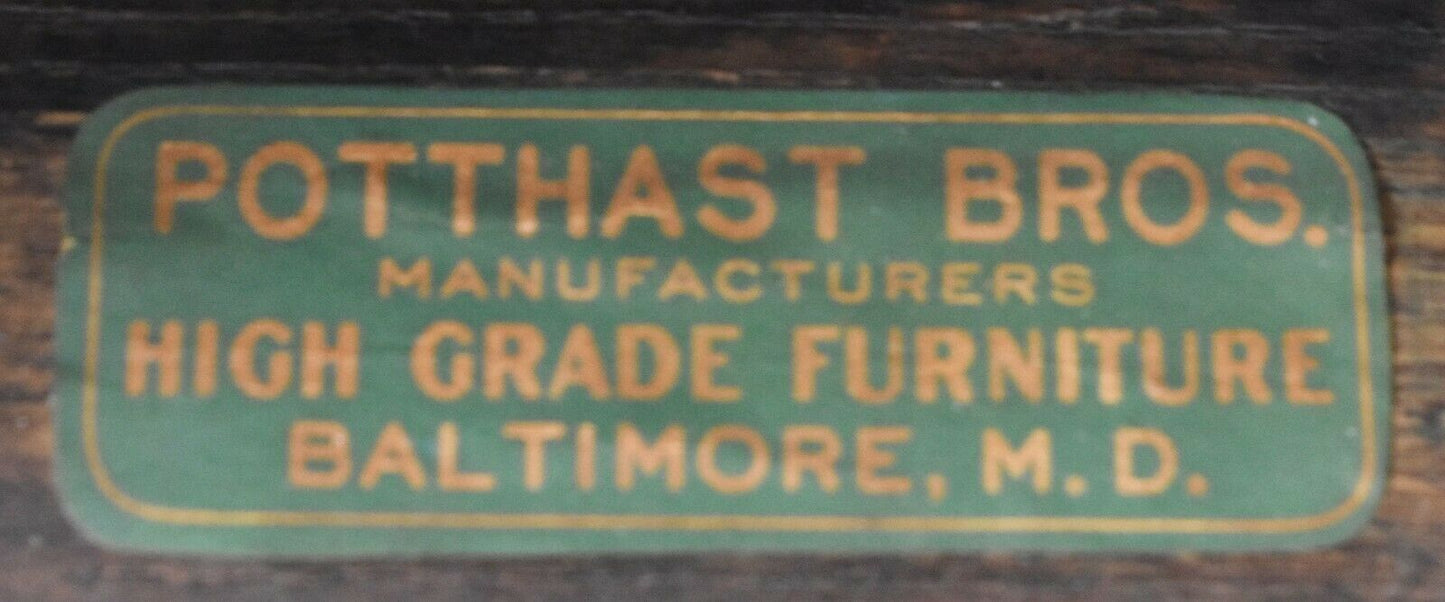 POTTHAST BROS.
MANUFACTURERS
HIGH GRADE FURNITURE
BALTIMORE, M. D.